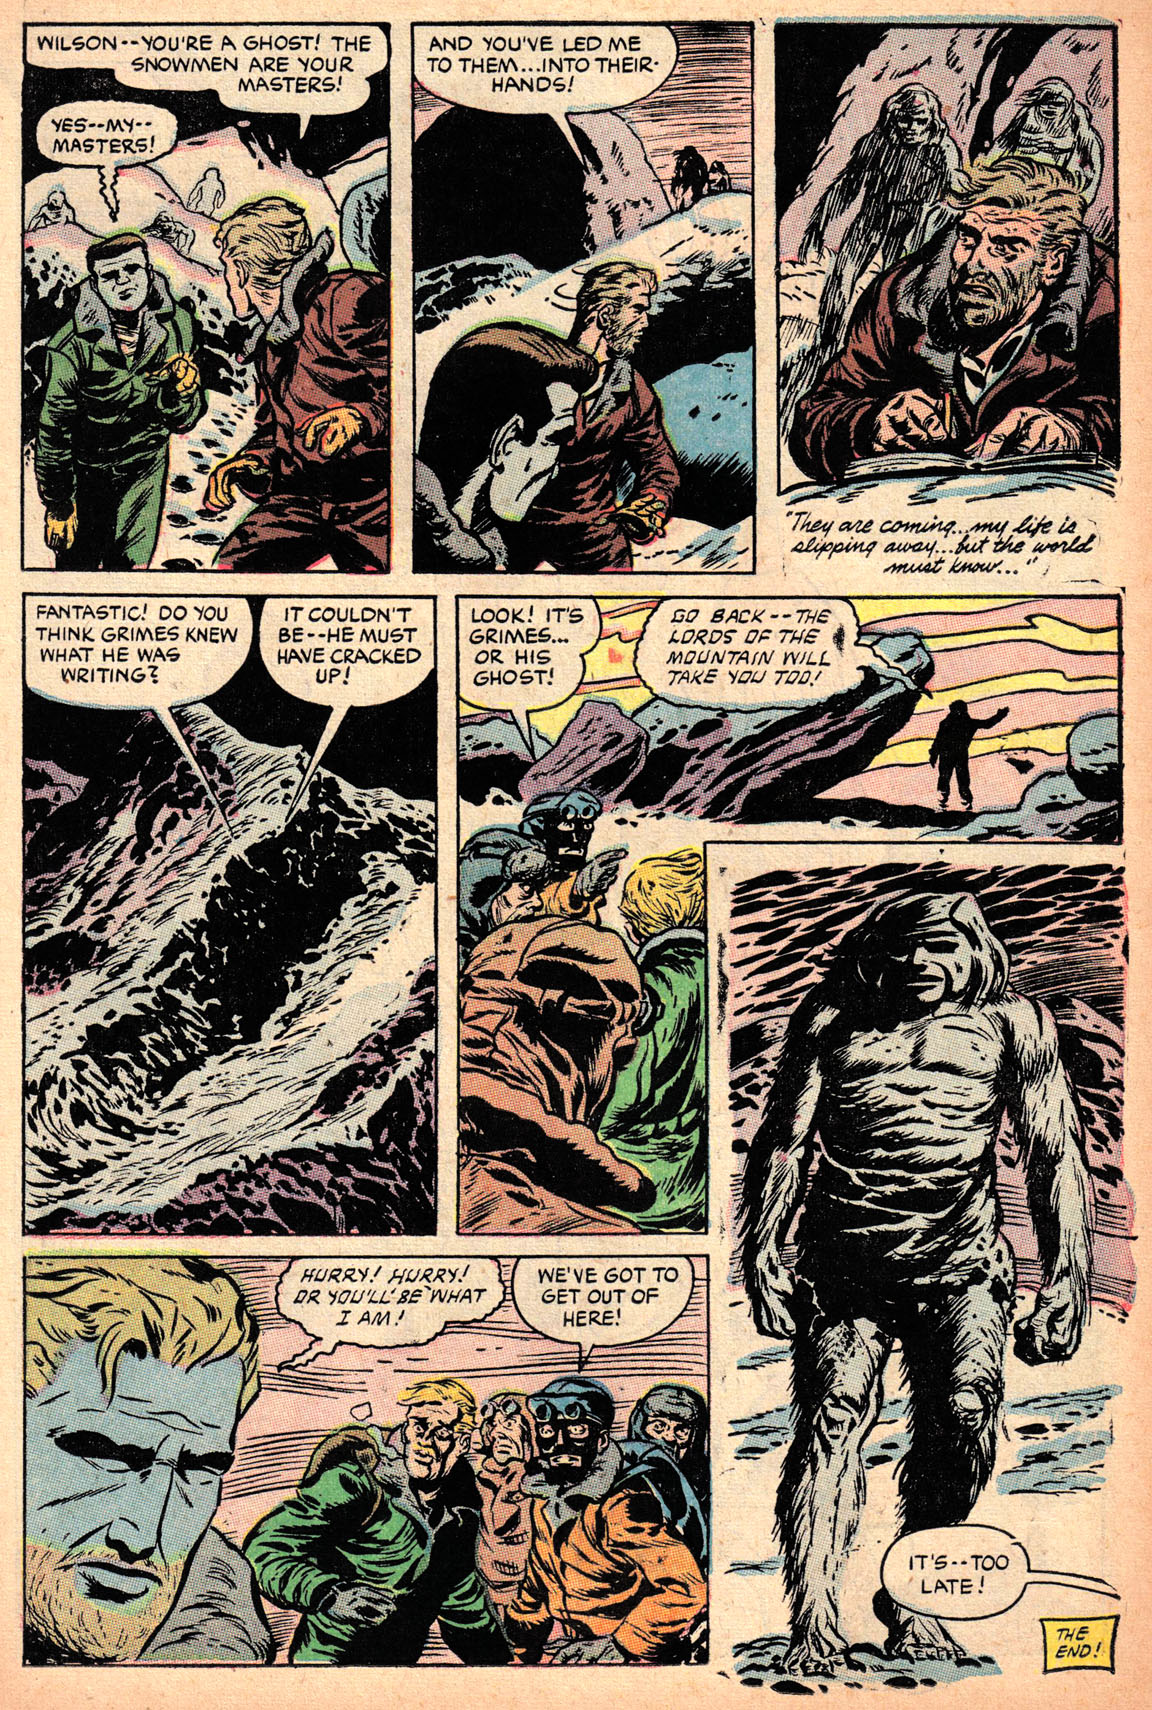 WILSON--YOU'RE A GHOST! THE
SNOWMEN ARE YOUR
MASTERS!
YES--MY--
MASTERS!
AND YOU'VE LED ME
TO THEM...INTO THEIR-
HANDS!
"They are coming...my life is
slipping away...but the world
must know..."
FANTASTIC! DO YOU
THINK GRIMES KNEW
WHAT HE WAS
WRITING?
IT COULDN'T
BE--HE MUST
HAVE CRACKED
UP!
LOOK! IT'S
GRIMES...
OR HIS
GHOST!
GO BACK--THE
LORDS OF THE
MOUNTAIN WILL
TAKE YOU TOO!
HURRY! HURRY!
OR YOU'LL BE WHAT
I AM!
WE'VE GOT TO
GET OUT OF
HERE!
IT'S--TOO
LATE!
THE
END!